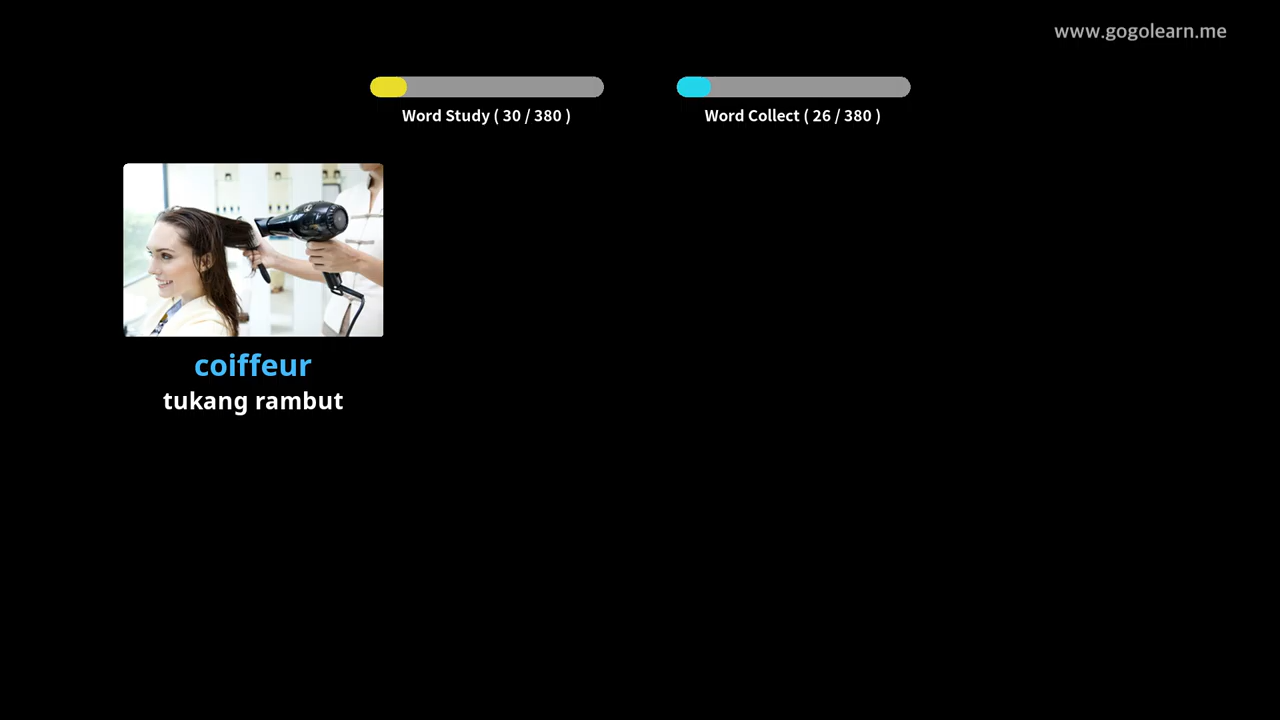 www.gogolearn.me
Word Study ( 30 / 380 )
Word Collect ( 26 / 380 )
coiffeur
tukang rambut